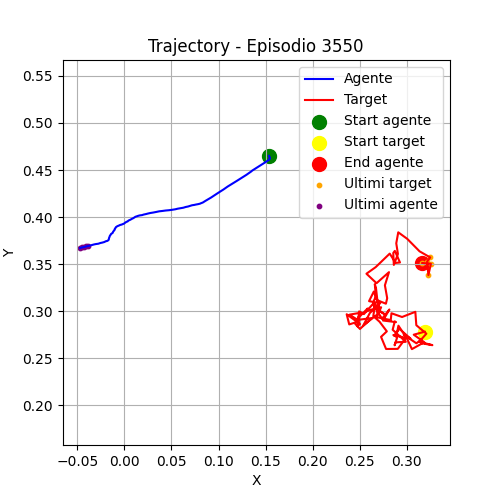 Trajectory - Episodio 3550
Agente
Target
Start agente
Start target
End agente
Ultimi target
Ultimi agente
0.55
0.50
0.45
0.40
0.35
0.30
0.25
0.20
Y
−0.05 0.00 0.05 0.10 0.15 0.20 0.25 0.30
X